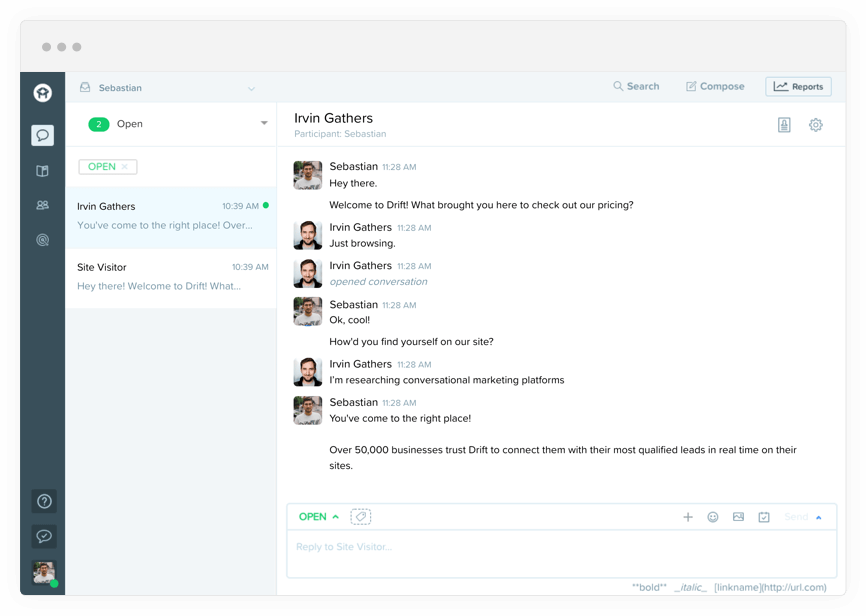 Sebastian
Search
Compose
Reports
2 Open
OPEN ×
Irvin Gathers 10:39 AM
You've come to the right place! Over...
Site Visitor 10:39 AM
Hey there! Welcome to Drift! What...
Irvin Gathers
Participant: Sebastian
Sebastian 11:28 AM
Hey there.
Welcome to Drift! What brought you here to check out our pricing?
Irvin Gathers 11:28 AM
Just browsing.
Irvin Gathers 11:28 AM
opened conversation
Sebastian 11:28 AM
Ok, cool!
How'd you find yourself on our site?
Irvin Gathers 11:28 AM
I'm researching conversational marketing platforms
Sebastian 11:28 AM
You've come to the right place!
Over 50,000 businesses trust Drift to connect them with their most qualified leads in real time on their
sites.
OPEN
Send
Reply to Site Visitor...
**bold** _italic_ [linkname](http://url.com)